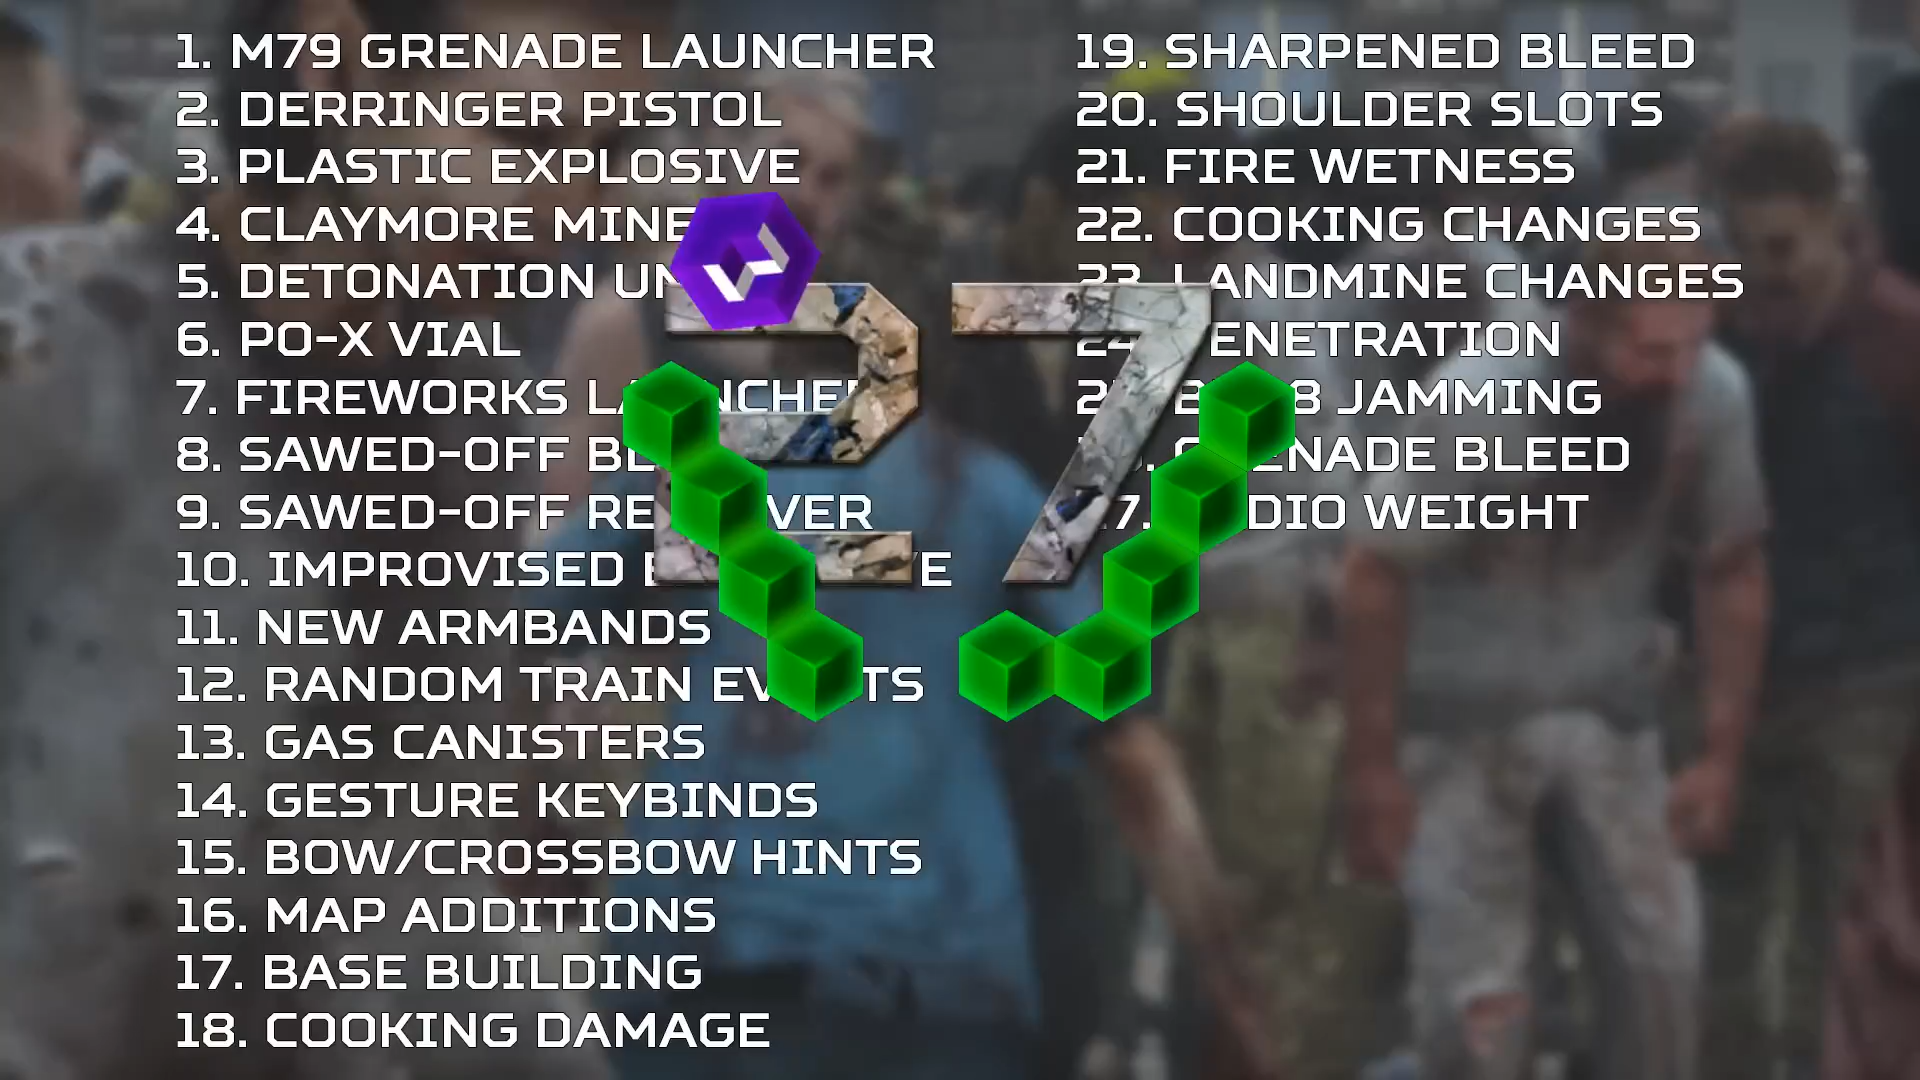 1. M79 GRENADE LAUNCHER
2. DERRINGER PISTOL
3. PLASTIC EXPLOSIVE
4. CLAYMORE MINE
5. DETONATION
6. PO-X VIAL
7. FIREWORKS
8. SAWED-OFF
9. SAWED-OFF
10. IMPROVISED
11. NEW ARMBANDS
12. RANDOM TRAIN
13. GAS CANISTERS
14. GESTURE KEYBINDS
15. BOW/CROSSBOW HINTS
16. MAP ADDITIONS
17. BASE BUILDING
18. COOKING DAMAGE
19. SHARPENED BLEED
20. SHOULDER SLOTS
21. FIRE WETNESS
22. COOKING CHANGES
23. LANDMINE CHANGES
ENETRATION
JAMMING
BLEED
WEIGHT
27